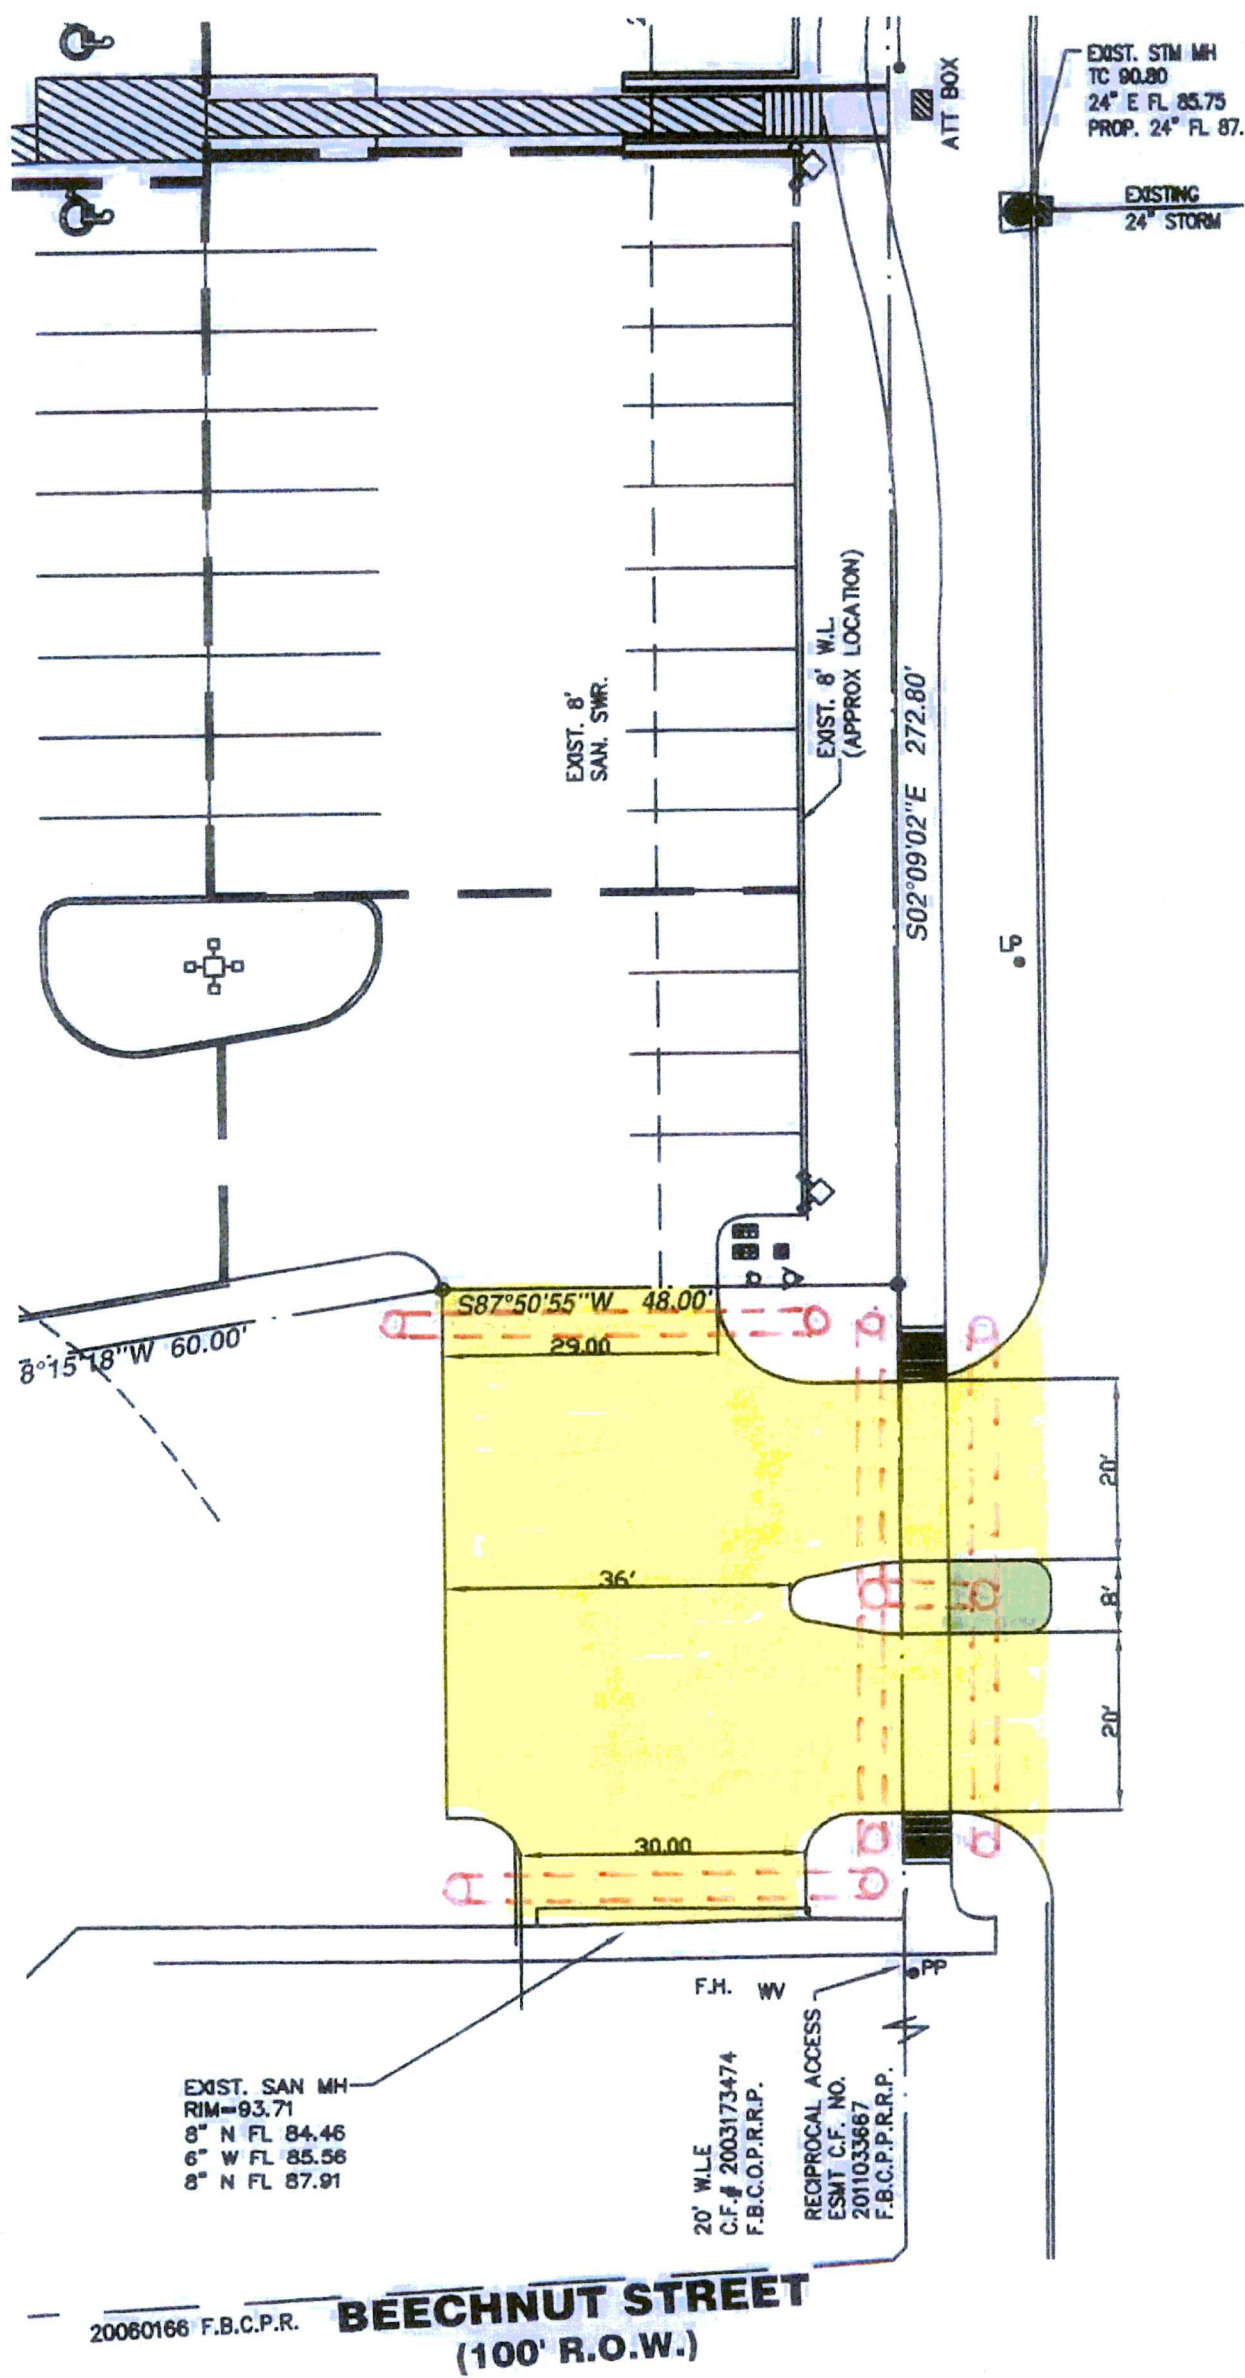 EXIST. STM MH
TC 90.80
24" E FL 85.75
PROP. 24" FL 87.
ATT BOX
EXISTING
24" STORM
EXIST. 8'
SAN. SWR.
EXIST. 8' W.L.
(APPROX LOCATION)
S02°09'02"E 272.80'
LP
S87°50'55"W 48.00'
8°15'18"W 60.00'
29.00
20'
36'
8'
20'
30.00
F.H. WV
PP
EXIST. SAN MH
RIM=93.71
8" N FL 84.46
6" W FL 85.56
8" N FL 87.91
20' W.L.E
C.F.# 2003173474
F.B.C.O.P.R.R.P.
RECIPROCAL ACCESS
ESMT C.F. NO.
2011033667
F.B.C.P.P.R.R.P.
20060166 F.B.C.P.R.
BEECHNUT STREET
(100' R.O.W.)